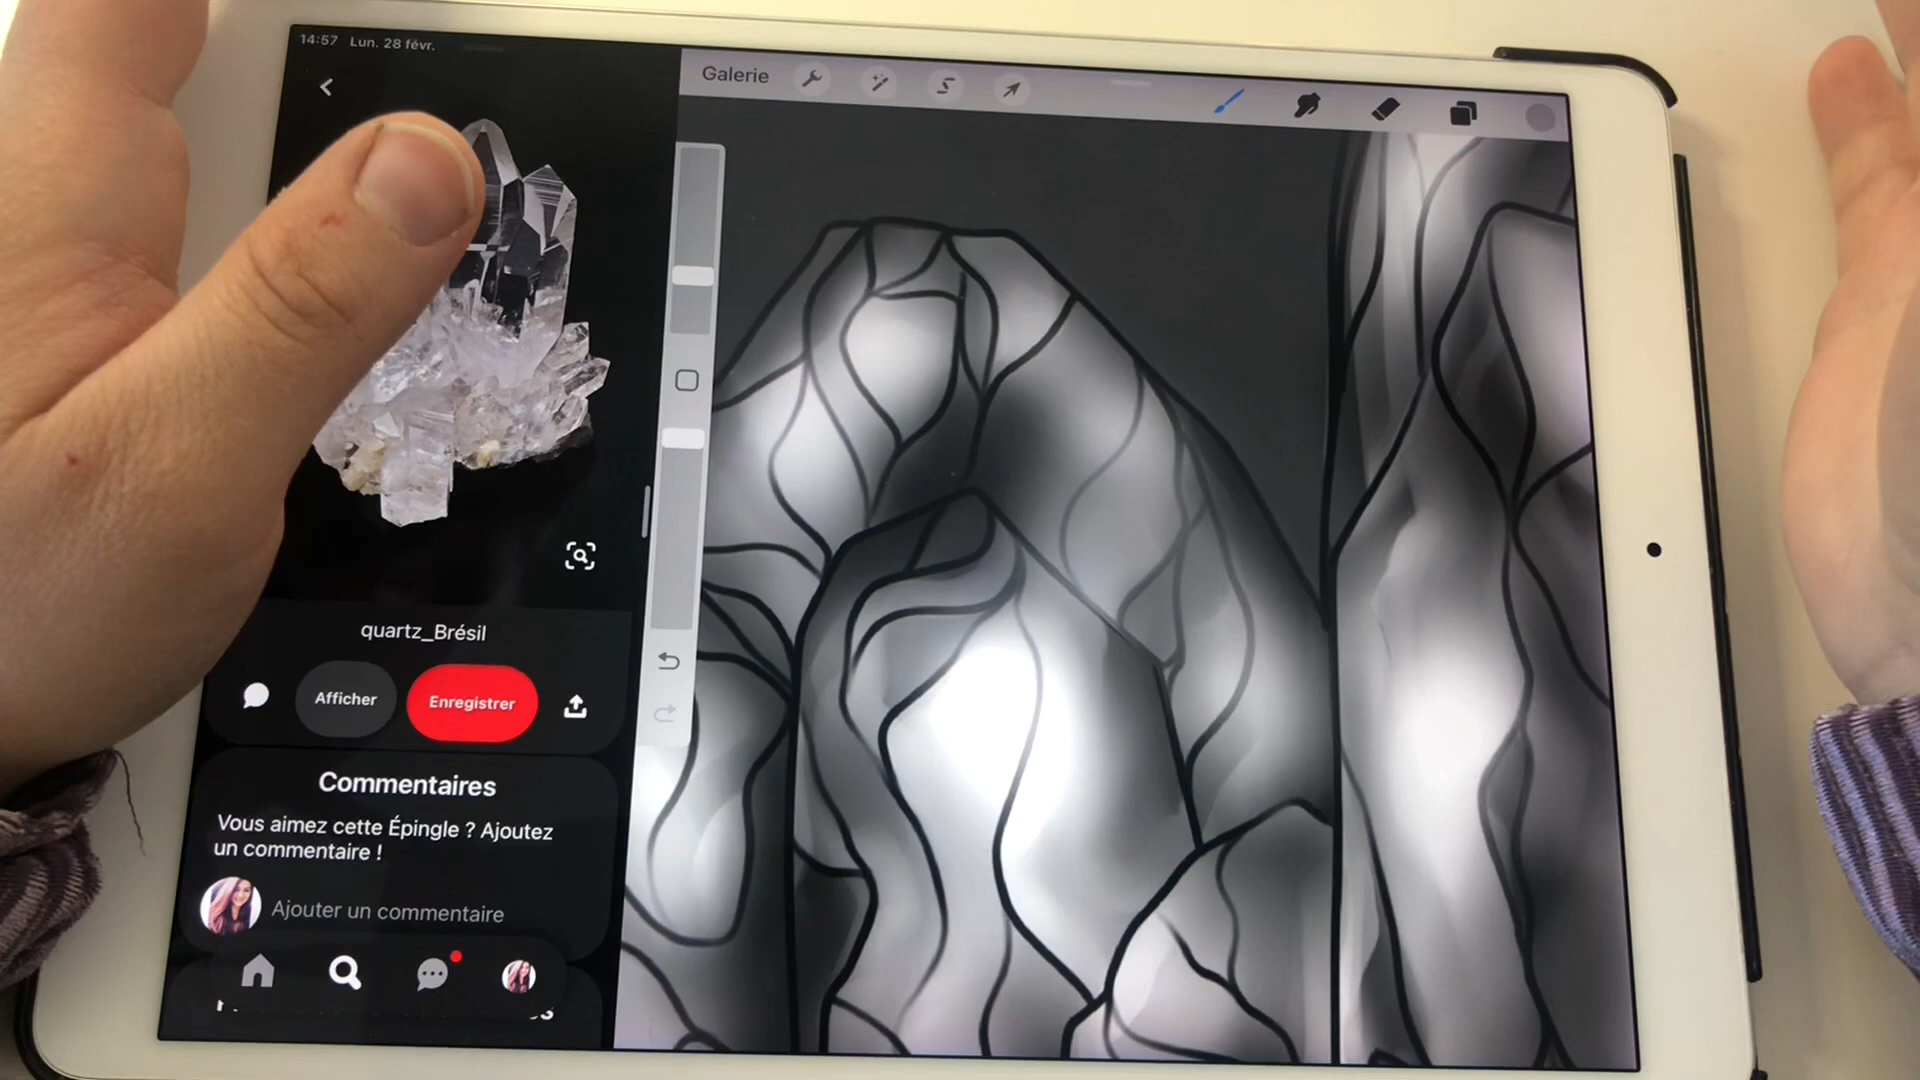 14:57 Lun. 28 févr.
Galerie
quartz_Brésil
Afficher
Enregistrer
Commentaires
Vous aimez cette Épingle ? Ajoutez
un commentaire !
Ajouter un commentaire